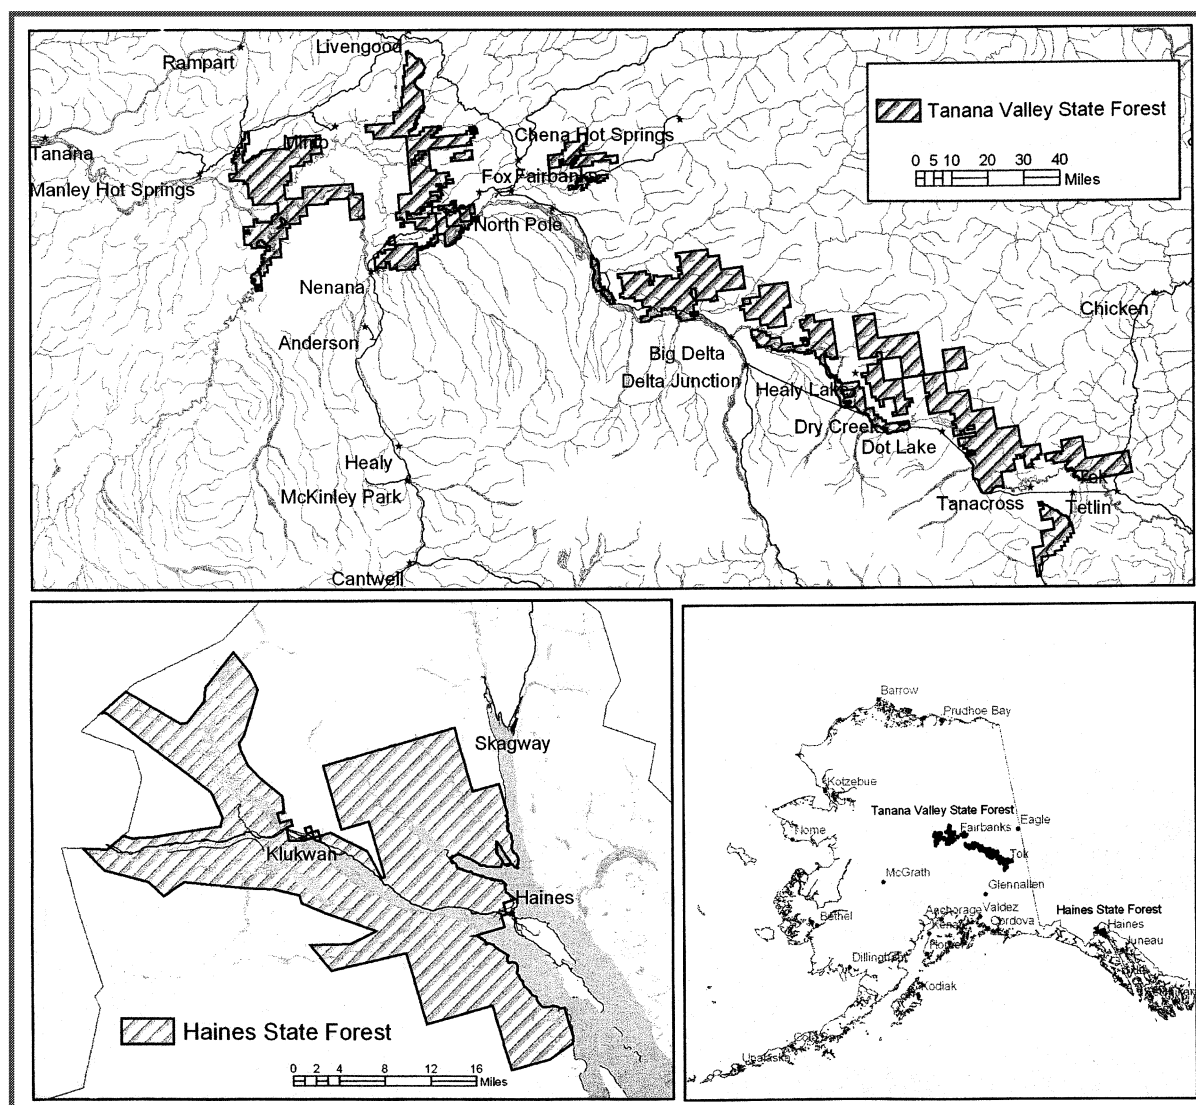 Livengood
Rampart
Tanana Valley State Forest
Chena Hot Springs
Minto
Tanana
0 5 10 20 30 40
Miles
Manley Hot Springs
Fox
Fairbanks
North Pole
Nenana
Chicken
Anderson
Big Delta
Delta Junction
Healy Lake
Dry Creek
Dot Lake
Healy
McKinley Park
Tok
Tanacross
Tetlin
Cantwell
Skagway
Klukwan
Haines
Haines State Forest
0 2 4 8 12 16
Miles
Barrow
Prudhoe Bay
Kotzebue
Tanana Valley State Forest
Nome
Fairbanks
Eagle
Tok
McGrath
Glennallen
Bethel
Anchorage
Valdez
Cordova
Haines State Forest
Haines
Juneau
Dillingham
Kodiak
Unalaska